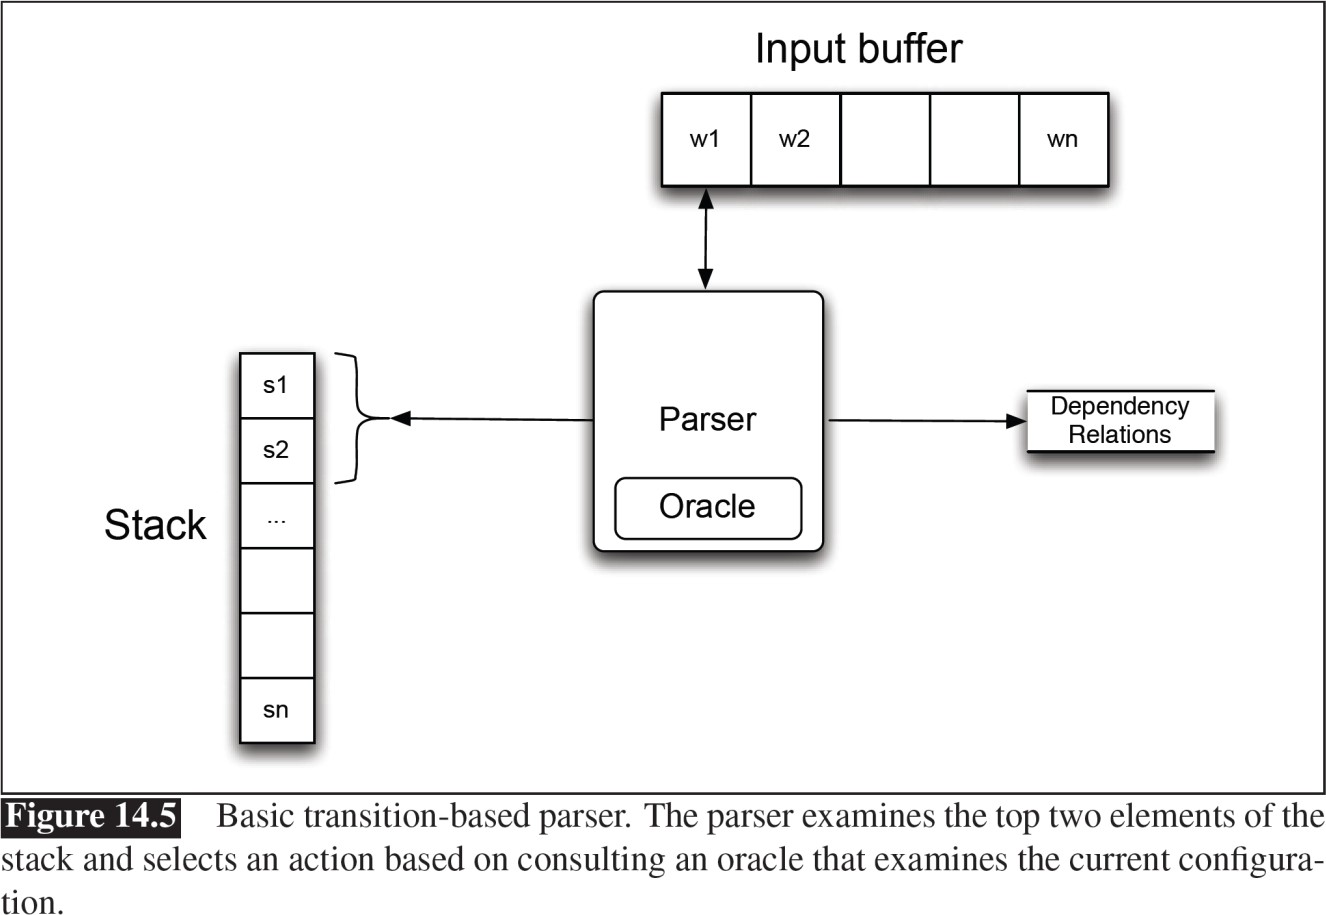 Input buffer
w1 w2 wn
s1
s2
...
sn
Stack
Parser
Oracle
Dependency
Relations
Figure 14.5 Basic transition-based parser. The parser examines the top two elements of the
stack and selects an action based on consulting an oracle that examines the current configura-
tion.